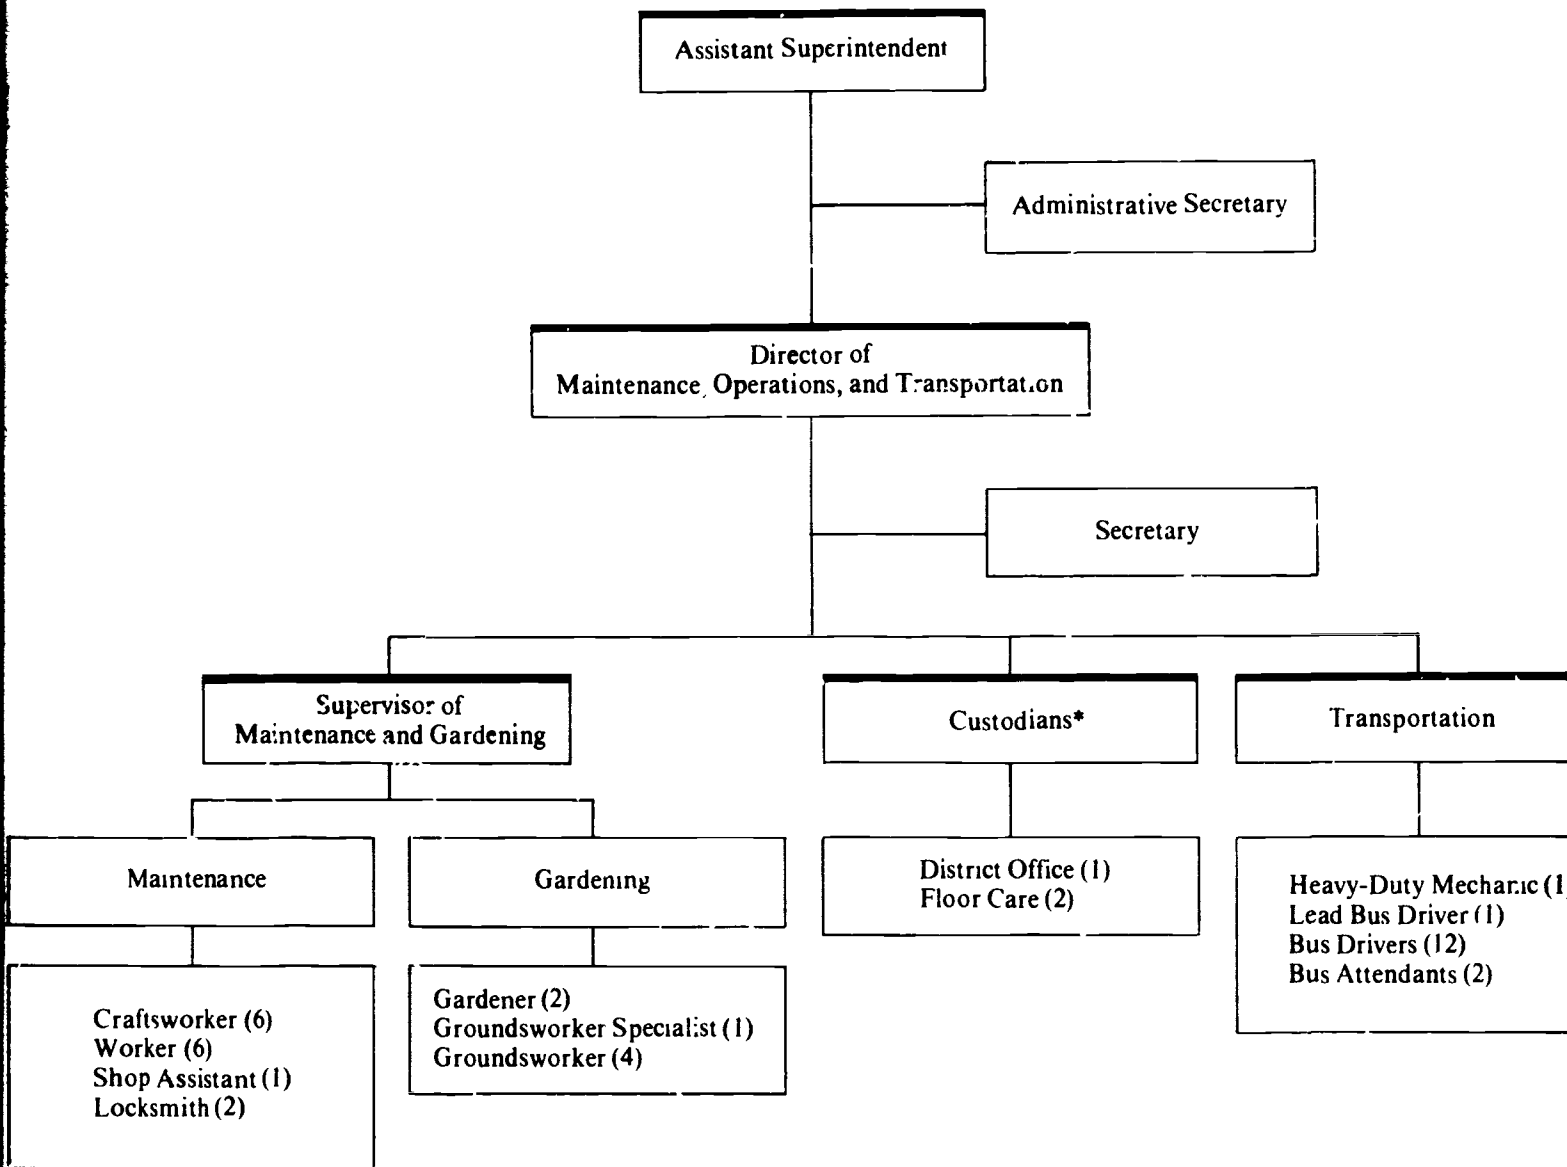 Assistant Superintendent
Administrative Secretary
Director of
Maintenance, Operations, and Transportation
Secretary
Supervisor of
Maintenance and Gardening
Custodians*
Transportation
Maintenance
Gardening
District Office (1)
Floor Care (2)
Heavy-Duty Mechanic (1
Lead Bus Driver (1)
Bus Drivers (12)
Bus Attendants (2)
Craftsworker (6)
Worker (6)
Shop Assistant (1)
Locksmith (2)
Gardener (2)
Groundsworker Specialist (1)
Groundsworker (4)